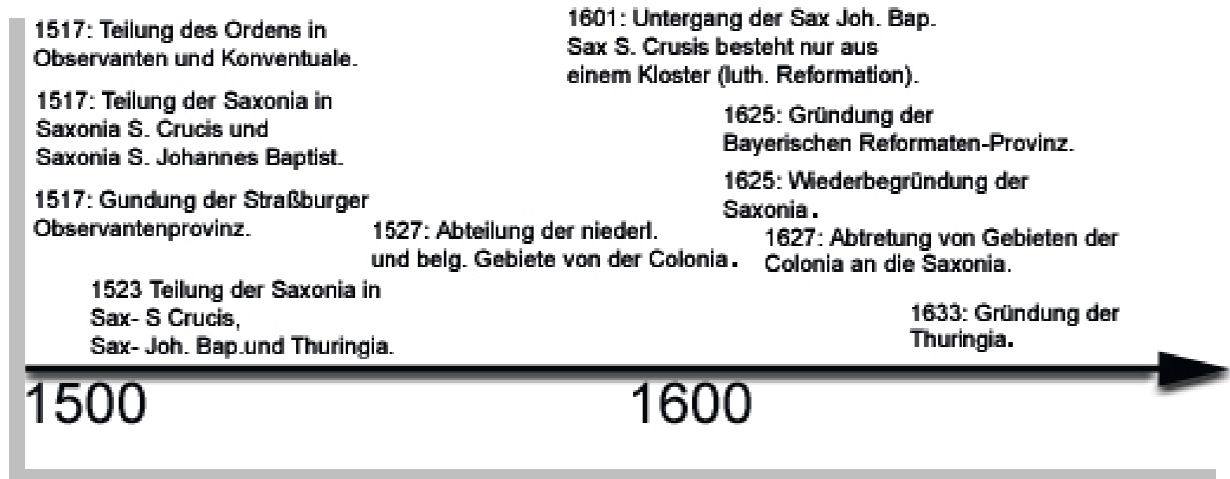 1517: Teilung des Ordens in
Observanten und Konventuale.
1517: Teilung der Saxonia in
Saxonia S. Crucis und
Saxonia S. Johannes Baptist.
1517: Gundung der Straßburger
Observantenprovinz.
1523 Teilung der Saxonia in
Sax- S Crucis,
Sax- Joh. Bap.und Thuringia.
1527: Abteilung der niederl.
und belg. Gebiete von der Colonia.
1601: Untergang der Sax Joh. Bap.
Sax S. Crusis besteht nur aus
einem Kloster (luth. Reformation).
1625: Gründung der
Bayerischen Reformaten-Provinz.
1625: Wiederbegründung der
Saxonia.
1627: Abtretung von Gebieten der
Colonia an die Saxonia.
1633: Gründung der
Thuringia.
1500
1600